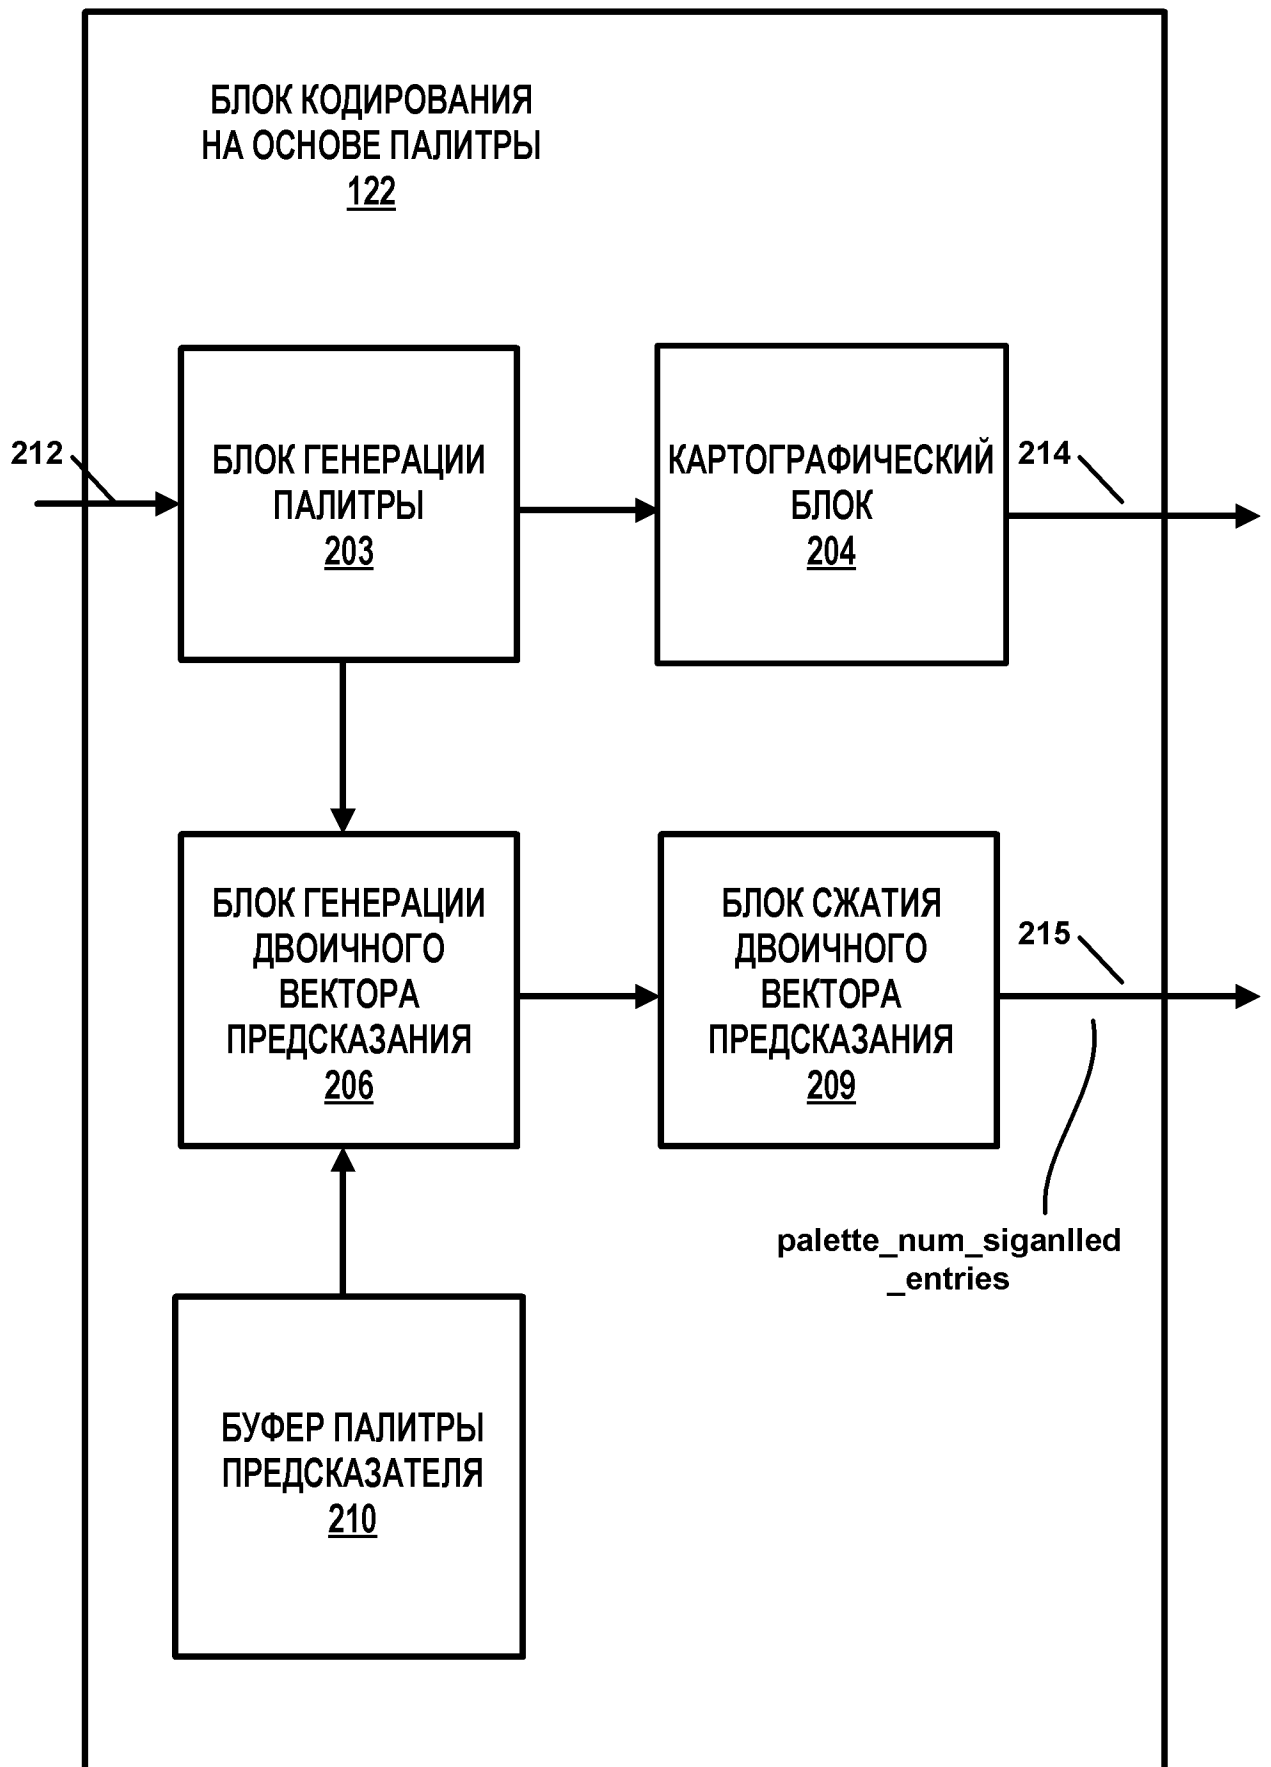 БЛОК КОДИРОВАНИЯ
НА ОСНОВЕ ПАЛИТРЫ
122
212
БЛОК ГЕНЕРАЦИИ
ПАЛИТРЫ
203
КАРТОГРАФИЧЕСКИЙ
БЛОК
204
214
БЛОК ГЕНЕРАЦИИ
ДВОИЧНОГО
ВЕКТОРА
ПРЕДСКАЗАНИЯ
206
БЛОК СЖАТИЯ
ДВОИЧНОГО
ВЕКТОРА
ПРЕДСКАЗАНИЯ
209
215
palette_num_siganlled
_entries
БУФЕР ПАЛИТРЫ
ПРЕДСКАЗАТЕЛЯ
210